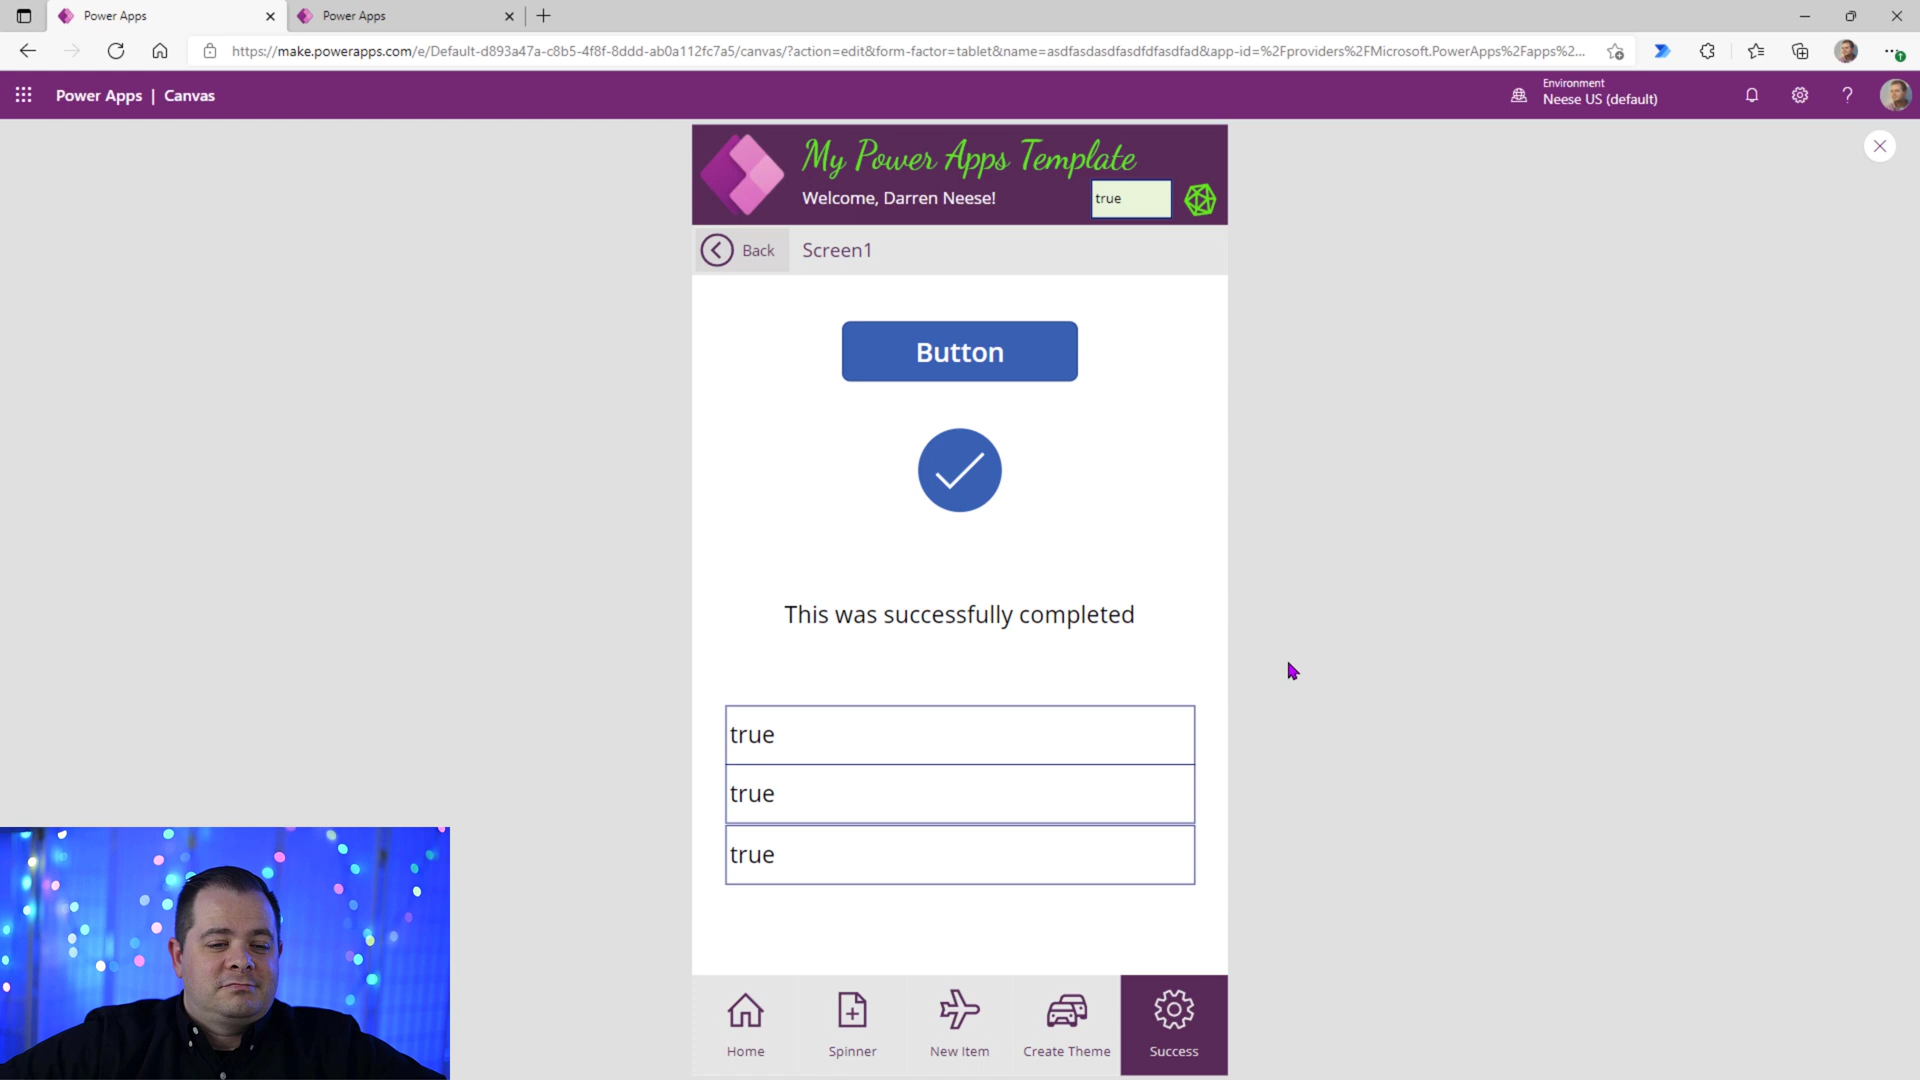 Power Apps
Power Apps
https://make.powerapps.com/e/Default-d893a47a-c8b5-4f8f-8ddd-ab0a112fc7a5/canvas/?action=edit&form-factor=tablet&name=asdfasdasdfasdfdfasdfad&app-id=%2Fproviders%2FMicrosoft.PowerApps%2Fapps%2...
Power Apps | Canvas
Environment
Neese US (default)
My Power Apps Template
Welcome, Darren Neese!
true
Back
Screen1
Button
This was successfully completed
true
true
true
Home
Spinner
New Item
Create Theme
Success